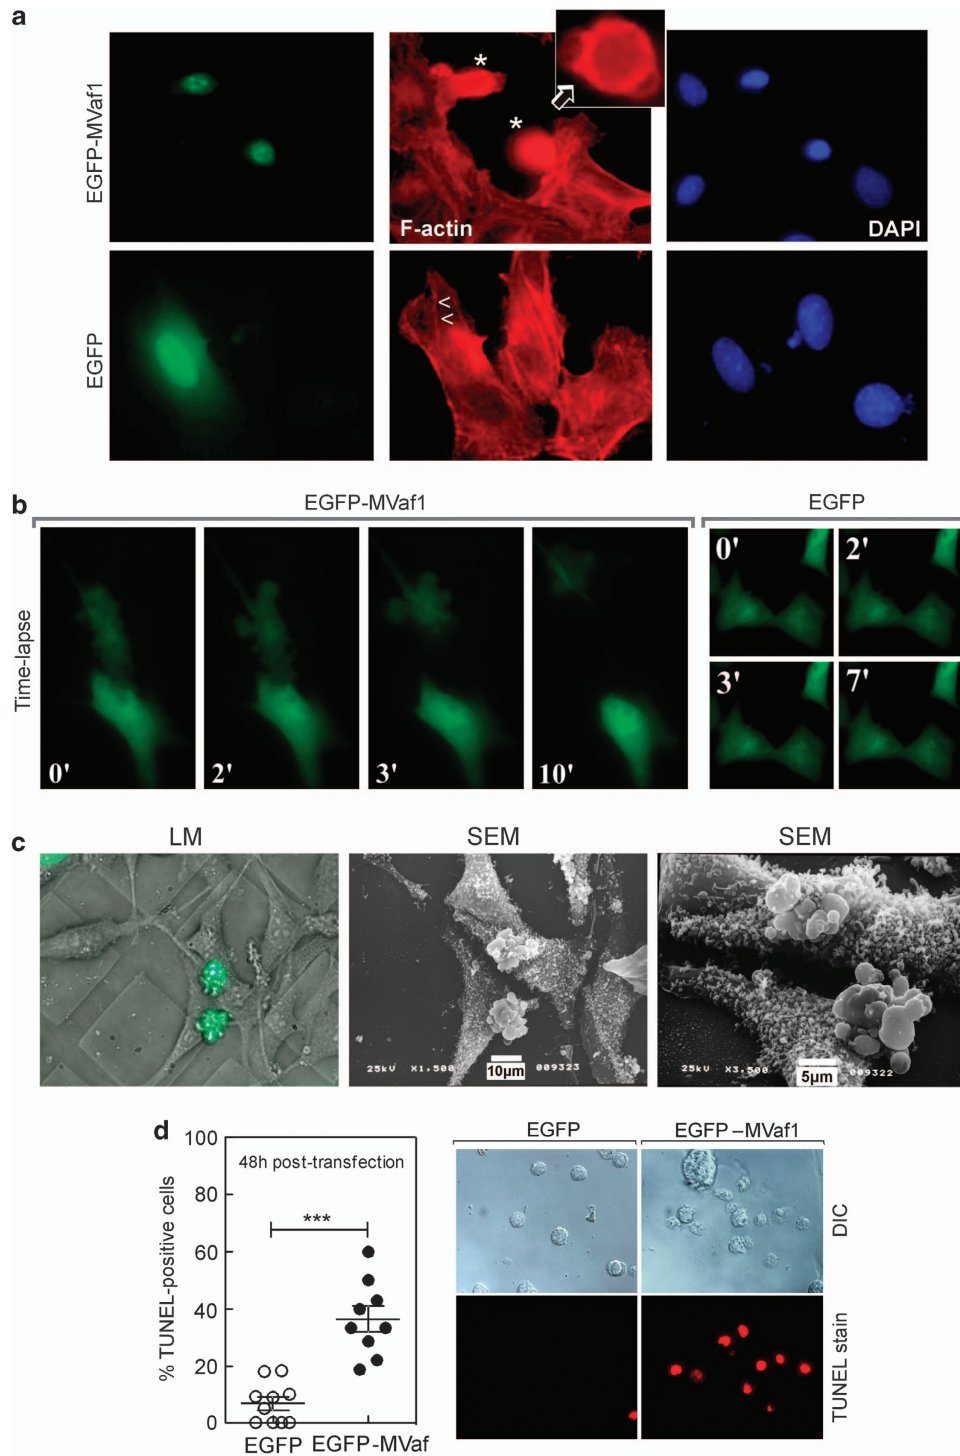 a
EGFP-MVaf1
*
*
F-actin
DAPI
EGFP
<
<
b
EGFP-MVaf1
EGFP
Time-lapse
0'
2'
3'
10'
0'
2'
3'
7'
c
LM
SEM
SEM
25kV X1,500 10µm 009323
25kV X3,500 5µm 009322
d
% TUNEL-positive cells
100
80
60
40
20
0
48h post-transfection
***
EGFP
EGFP-MVaf
EGFP
EGFP–MVaf1
DIC
TUNEL stain